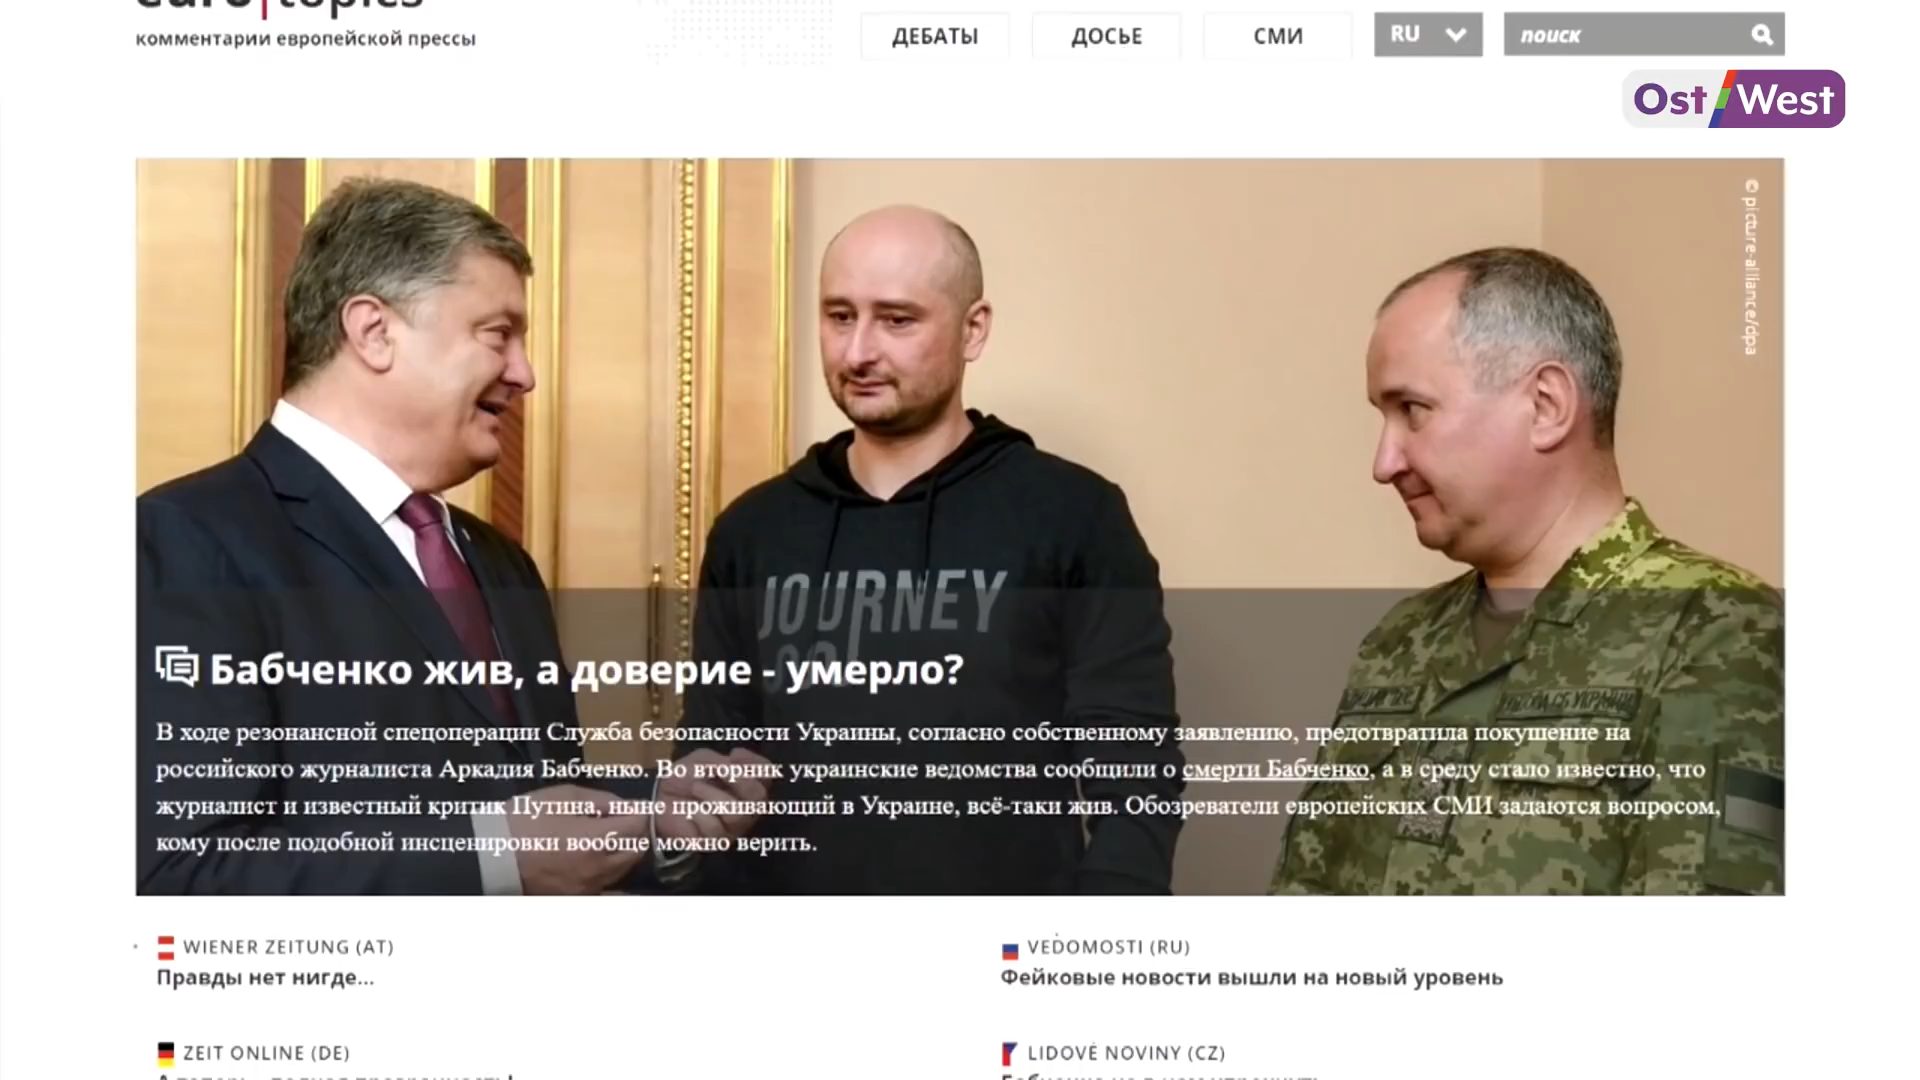 euro|topics
комментарии европейской прессы
ДЕБАТЫ
ДОСЬЕ
СМИ
RU
поиск
Ost West
© picture-alliance/dpa
JOURNEY
Бабченко жив, а доверие - умерло?
В ходе резонансной спецоперации Служба безопасности Украины, согласно собственному заявлению, предотвратила покушение на
российского журналиста Аркадия Бабченко. Во вторник украинские ведомства сообщили о смерти Бабченко, а в среду стало известно, что
журналист и известный критик Путина, ныне проживающий в Украине, всё-таки жив. Обозреватели европейских СМИ задаются вопросом,
кому после подобной инсценировки вообще можно верить.
WIENER ZEITUNG (AT)
Правды нет нигде...
VEDOMOSTI (RU)
Фейковые новости вышли на новый уровень
ZEIT ONLINE (DE)
LIDOVÉ NOVINY (CZ)